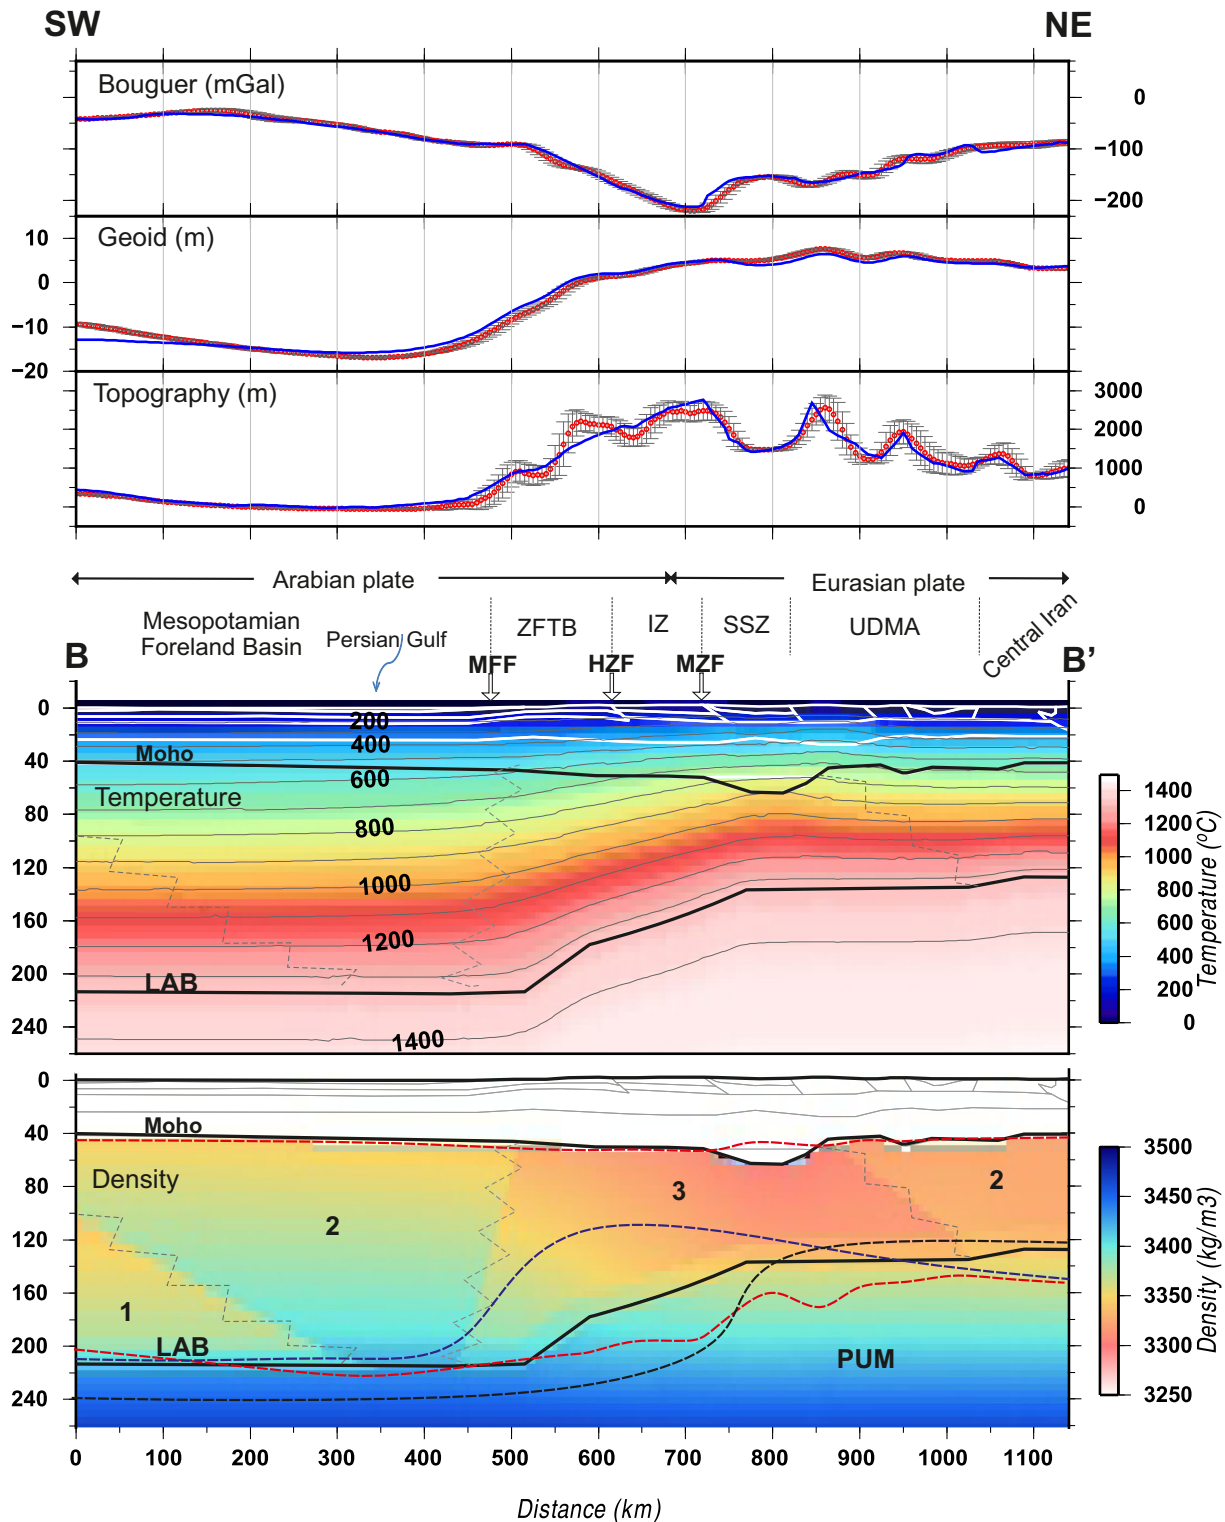 SW NE
Bouguer (mGal)
0
−100
−200
Geoid (m)
10
0
−10
−20
Topography (m)
3000
2000
1000
0
Arabian plate Eurasian plate
Mesopotamian
Foreland Basin
Persian Gulf
ZFTB IZ SSZ UDMA Central Iran
B MFF HZF MZF B’
0
40
80
120
160
200
240
200
400
Moho
600
Temperature
800
1000
1200
LAB
1400
1400
1200
1000
800
600
400
200
0
Temperature (ºC)
0
40
80
120
160
200
240
Moho
Density
2
3
2
1
LAB
PUM
3500
3450
3400
3350
3300
3250
Density (kg/m3)
0 100 200 300 400 500 600 700 800 900 1000 1100
Distance (km)